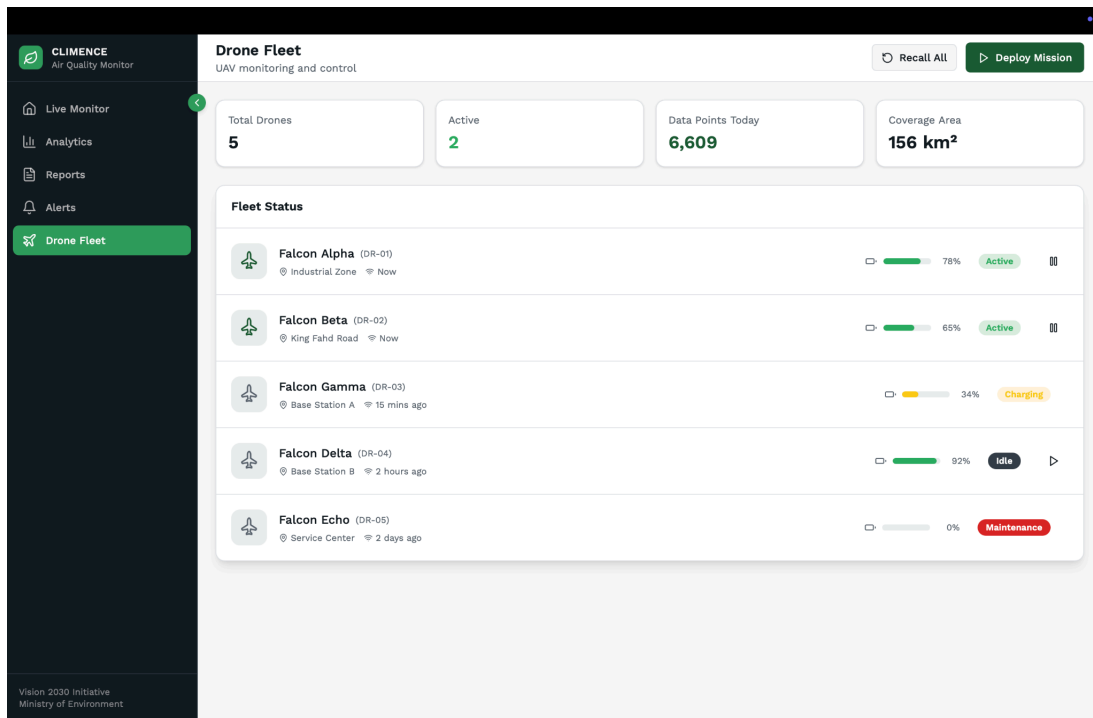 CLIMENCE
Air Quality Monitor
Live Monitor
Analytics
Reports
Alerts
Drone Fleet
Vision 2030 Initiative
Ministry of Environment
Drone Fleet
UAV monitoring and control
Recall All
Deploy Mission
Total Drones
5
Active
2
Data Points Today
6,609
Coverage Area
156 km²
Fleet Status
Falcon Alpha (DR-01)
Industrial Zone Now
78% Active
Falcon Beta (DR-02)
King Fahd Road Now
65% Active
Falcon Gamma (DR-03)
Base Station A 15 mins ago
34% Charging
Falcon Delta (DR-04)
Base Station B 2 hours ago
92% Idle
Falcon Echo (DR-05)
Service Center 2 days ago
0% Maintenance